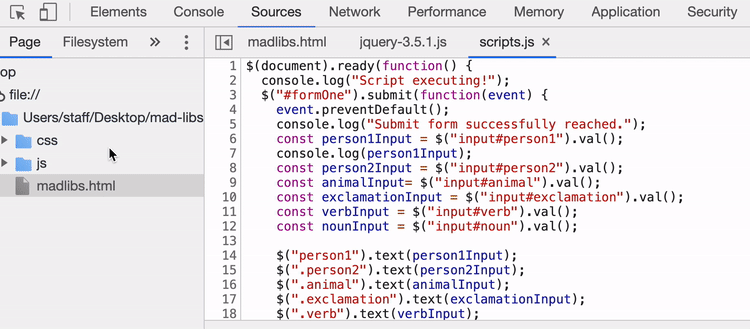 Elements Console Sources Network Performance Memory Application Security
Page Filesystem » madlibs.html jquery-3.5.1.js scripts.js ×
op
file://
Users/staff/Desktop/mad-libs
css
js
madlibs.html
1 $(document).ready(function() {
2 console.log("Script executing!");
3 $("#formOne").submit(function(event) {
4 event.preventDefault();
5 console.log("Submit form successfully reached.");
6 const person1Input = $("input#person1").val();
7 console.log(person1Input);
8 const person2Input = $("input#person2").val();
9 const animalInput= $("input#animal").val();
10 const exclamationInput = $("input#exclamation").val();
11 const verbInput = $("input#verb").val();
12 const nounInput = $("input#noun").val();
13
14 $("person1").text(person1Input);
15 $(".person2").text(person2Input);
16 $(".animal").text(animalInput);
17 $(".exclamation").text(exclamationInput);
18 $(".verb").text(verbInput);